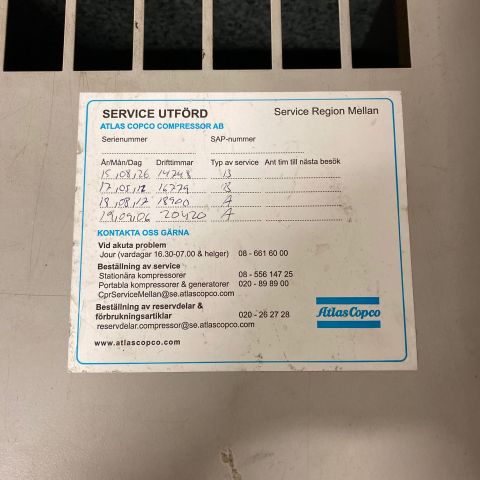 SERVICE UTFÖRD Service Region Mellan
ATLAS COPCO COMPRESSOR AB
Serienummer SAP-nummer
År/Mån/Dag Drifttimmar Typ av service Ant tim till nästa besök
15,08,26 14748 B
17,05,12 16779 B
18,08,17 18900 A
19,09,06 20420 A
KONTAKTA OSS GÄRNA
Vid akuta problem
Jour (vardagar 16.30-07.00 & helger) 08 - 661 60 00
Beställning av service
Stationära kompressorer 08 - 556 147 25
Portabla kompressorer & generatorer 020 - 89 89 00
CprServiceMellan@se.atlascopco.com
Beställning av reservdelar &
förbrukningsartiklar 020 - 26 27 28
reservdelar.compressor@se.atlascopco.com
www.atlascopco.com
Atlas Copco